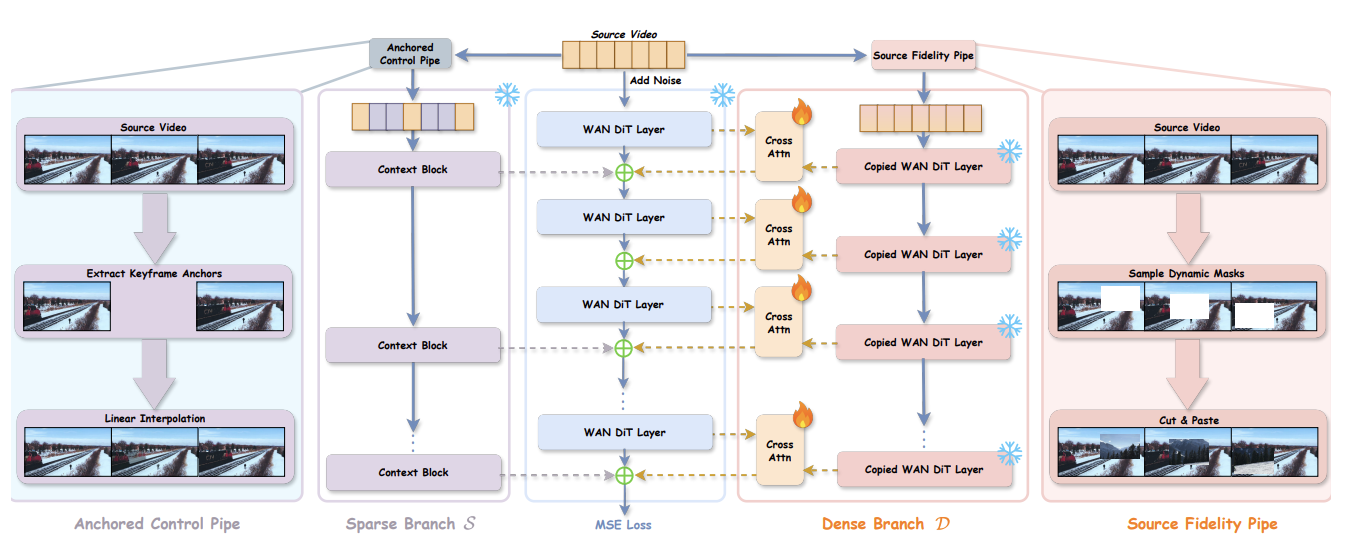 Source Video
Anchored
Control Pipe
Source Fidelity Pipe
Add Noise
Source Video
Extract Keyframe Anchors
Linear Interpolation
Anchored Control Pipe
Context Block
Context Block
Context Block
Sparse Branch S
WAN DiT Layer
WAN DiT Layer
WAN DiT Layer
WAN DiT Layer
MSE Loss
Cross
Attn
Cross
Attn
Cross
Attn
Cross
Attn
Copied WAN DiT Layer
Copied WAN DiT Layer
Copied WAN DiT Layer
Copied WAN DiT Layer
Dense Branch D
Source Video
Sample Dynamic Masks
Cut & Paste
Source Fidelity Pipe